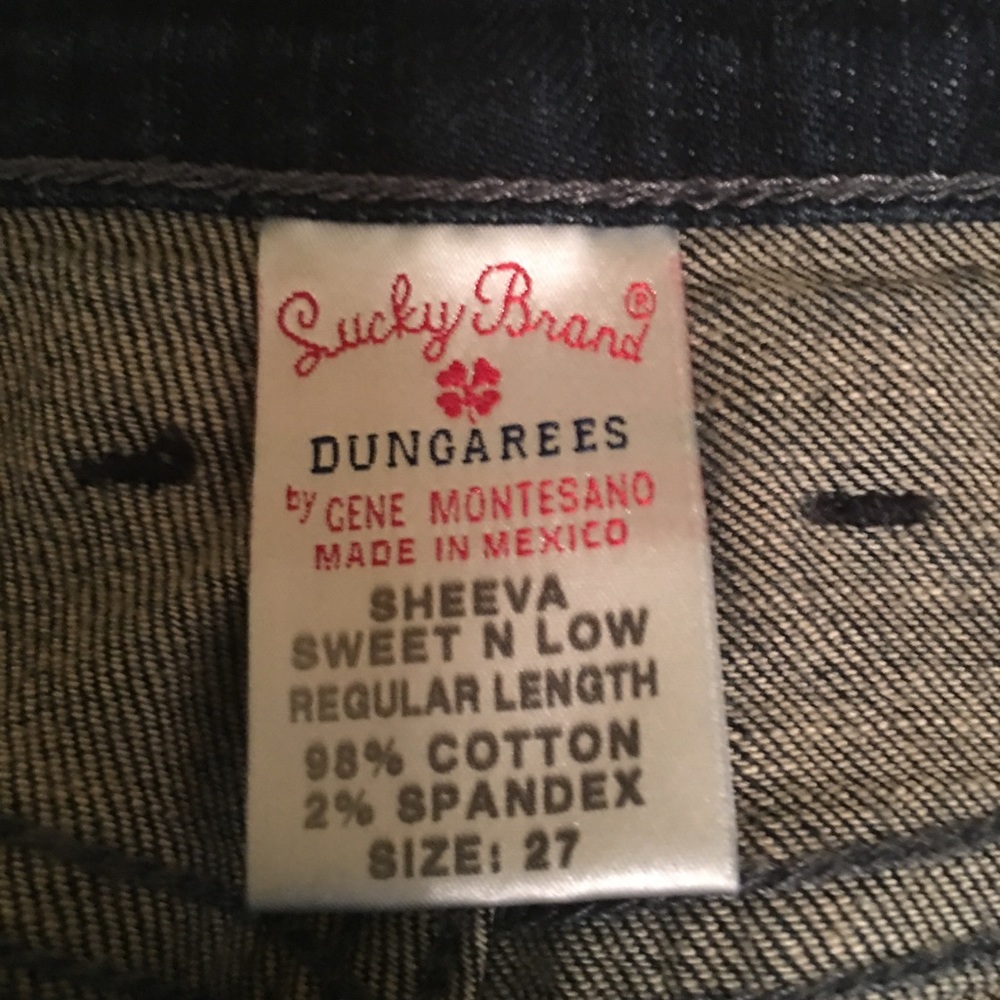 Lucky Brand®
DUNGAREES
by GENE MONTESANO
MADE IN MEXICO
SHEEVA
SWEET N LOW
REGULAR LENGTH
98% COTTON
2% SPANDEX
SIZE: 27